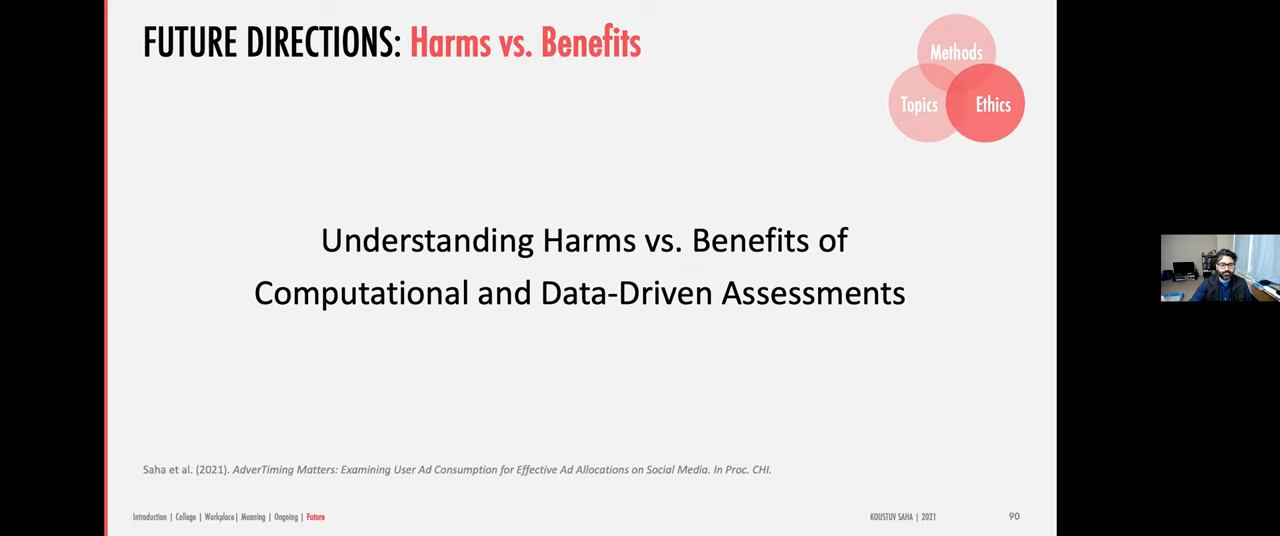 FUTURE DIRECTIONS: Harms vs. Benefits
Methods
Topics
Ethics
Understanding Harms vs. Benefits of
Computational and Data-Driven Assessments
Saha et al. (2021). AdverTiming Matters: Examining User Ad Consumption for Effective Ad Allocations on Social Media. In Proc. CHI.
Introduction | College | Workplace| Meaning | Ongoing | Future
KOUSTUV SAHA | 2021
90